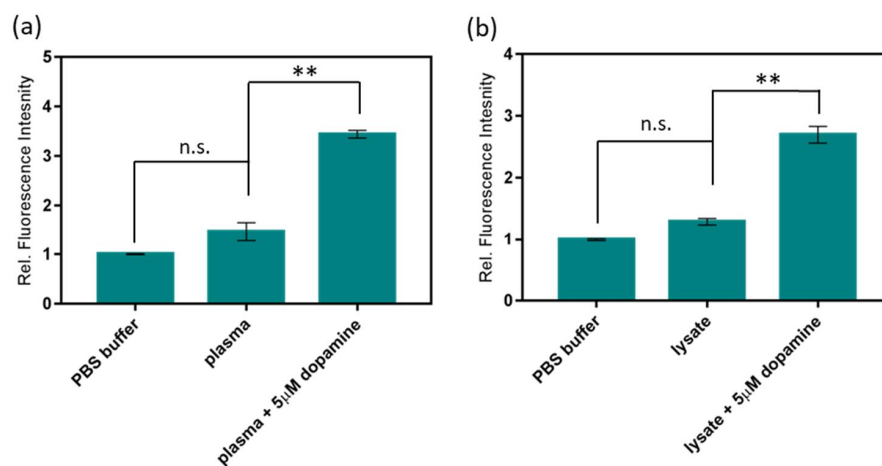 (a)
Rel. Fluorescence Intesnity
5
4
3
2
1
0
**
n.s.
PBS buffer
plasma
plasma + 5μM dopamine
(b)
Rel. Fluorescence Intesnity
4
3
2
1
0
**
n.s.
PBS buffer
lysate
lysate + 5μM dopamine